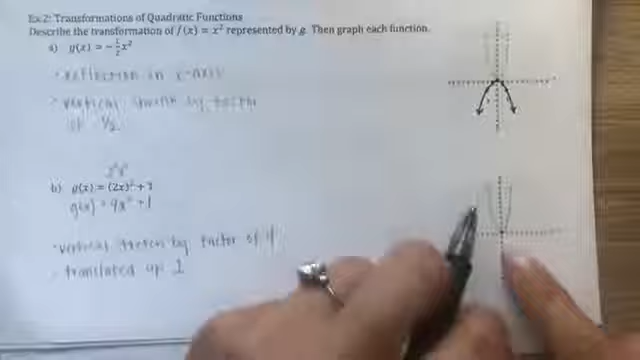 Ex 2: Transformations of Quadratic Functions
Describe the transformation of f(x) = x² represented by g. Then graph each function.
a) g(x) = -½x²
· reflection in x-axis
· vertical shrink by factor
of ½
b) g(x) = (2x)² + 1
g(x) = 4x² + 1
· vertical stretch by factor of 4
· translated up 1